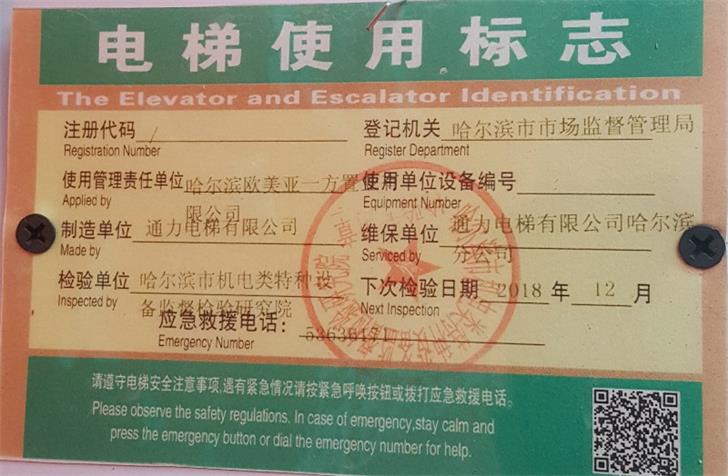 电梯使用标志
The Elevator and Escalator Identification
注册代码 /
Registration Number
登记机关 哈尔滨市市场监督管理局
Register Department
使用管理责任单位 哈尔滨欧美亚一方置
限公司
Applied by
使用单位设备编号
Equipment Number
制造单位 通力电梯有限公司
Made by
维保单位 通力电梯有限公司哈尔滨
分公司
Serviced by
检验单位 哈尔滨市机电类特种设
备监督检验研究院
Inspected by
下次检验日期 2018 年 12 月
Next Inspection
应急救援电话：
Emergency Number
请遵守电梯安全注意事项,遇有紧急情况请按紧急呼唤按钮或拨打应急救援电话。
Please observe the safety regulations. In case of emergency,stay calm and
press the emergency button or dial the emergency number for help.